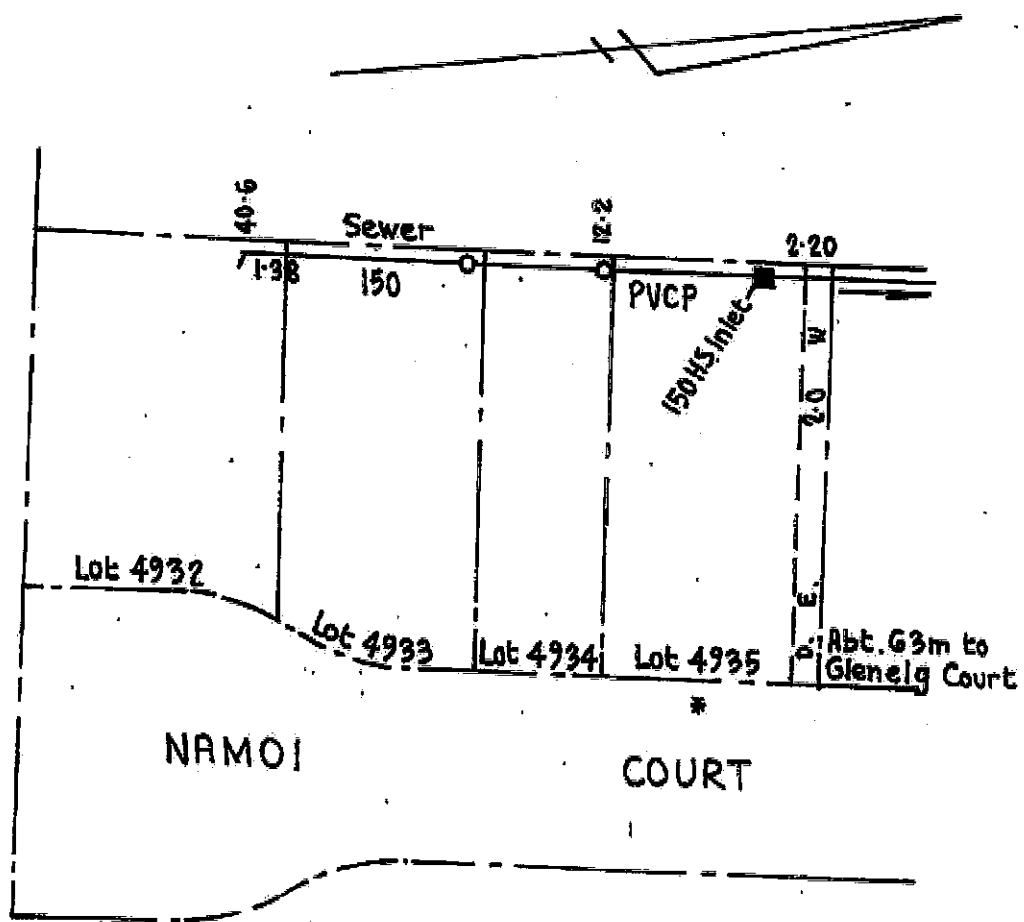 40·6
Sewer
12·2
2·20
1·38
150
PVCP
150HS Inlet
D. E. 2·0 W
Lot 4932
Lot 4933
Lot 4934
Lot 4935
Abt. 63m to
Glenelg Court
*
NAMOI COURT